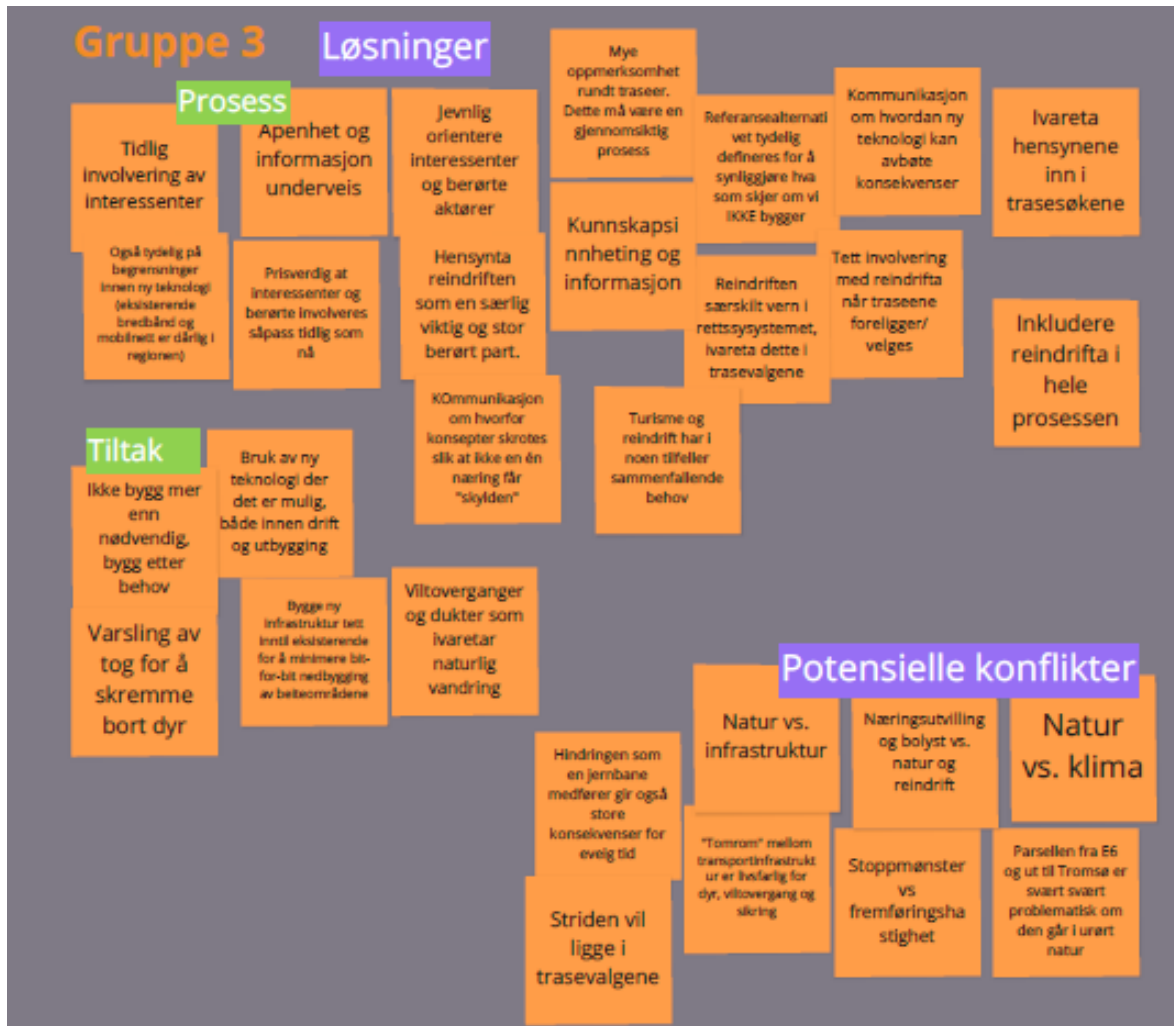 Gruppe 3
Løsninger
Prosess
Tidlig
involvering av
interessenter
Apenhet og
informasjon
underveis
Jevnlig
orientere
interessenter
og berørte
aktører
Mye
oppmerksomhet
rundt traseer.
Dette må være en
gjennomsiktig
prosess
Referansealternati
vet tydelig
defineres for å
synliggjøre hva
som skjer om vi
IKKE bygger
Kommunikasjon
om hvordan ny
teknologi kan
avbøte
konsekvenser
Ivareta
hensynene
inn i
trasesøkene
Også tydelig på
begrensninger
innen ny teknologi
(eksisterende
bredbånd og
mobilnett er dårlig i
regionen)
Prisverdig at
interessenter og
berørte involveres
såpass tidlig som
nå
Hensynta
reindriften
som en særlig
viktig og stor
berørt part.
Kunnskapsi
nnheting og
informasjon
Reindriften
særskilt vern i
rettssysystemet,
ivareta dette i
trasevalgene
Tett involvering
med reindrifta
når traseene
foreligger/
velges
Inkludere
reindrifta i
hele
prosessen
KOmmunikasjon
om hvorfor
konsepter skrotes
slik at ikke en én
næring får
"skylden"
Turisme og
reindrift har i
noen tilfeller
sammenfallende
behov
Tiltak
Ikke bygg mer
enn
nødvendig,
bygg etter
behov
Bruk av ny
teknologi der
det er mulig,
både innen drift
og utbygging
Varsling av
tog for å
skremme
bort dyr
Bygge ny
infrastruktur tett
inntil eksisterende
for å minimere bit-
for-bit nedbygging
av beiteområdene
Viltoverganger
og dukter som
ivaretar
naturlig
vandring
Potensielle konflikter
Natur vs.
infrastruktur
Næringsutvilling
og bolyst vs.
natur og
reindrift
Natur
vs. klima
Hindringen som
en jernbane
medfører gir også
store
konsekvenser for
eveig tid
"Tomrom" mellom
transportinfrastrukt
ur er livsfarlig for
dyr, viltovergang og
sikring
Stoppmønster
vs
fremføringsha
stighet
Parsellen fra E6
og ut til Tromsø er
svært svært
problematisk om
den går i urørt
natur
Striden vil
ligge i
trasevalgene